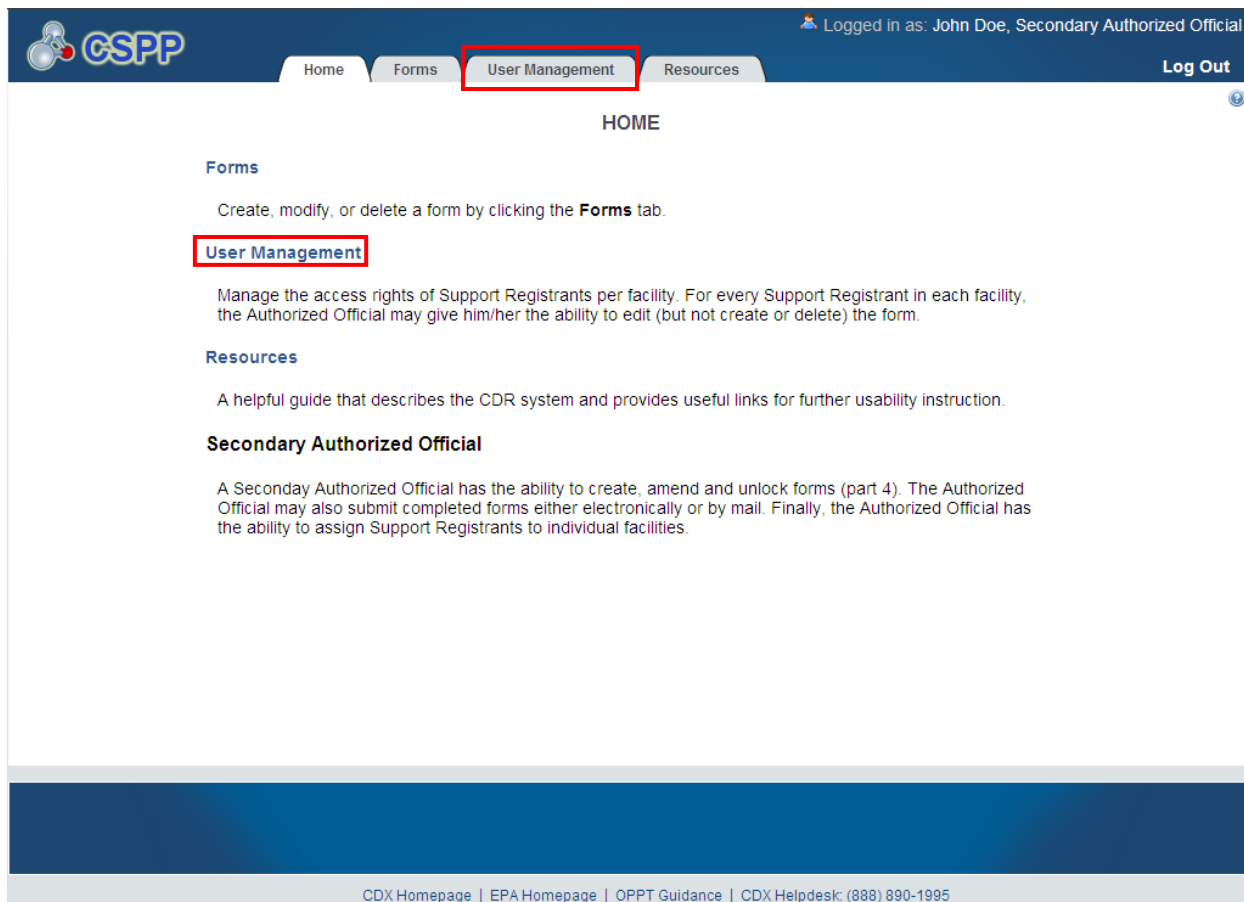 CSPP
Logged in as: John Doe, Secondary Authorized Official
Home Forms User Management Resources
Log Out
HOME
Forms
Create, modify, or delete a form by clicking the Forms tab.
User Management
Manage the access rights of Support Registrants per facility. For every Support Registrant in each facility,
the Authorized Official may give him/her the ability to edit (but not create or delete) the form.
Resources
A helpful guide that describes the CDR system and provides useful links for further usability instruction.
Secondary Authorized Official
A Seconday Authorized Official has the ability to create, amend and unlock forms (part 4). The Authorized
Official may also submit completed forms either electronically or by mail. Finally, the Authorized Official has
the ability to assign Support Registrants to individual facilities.
CDX Homepage | EPA Homepage | OPPT Guidance | CDX Helpdesk: (888) 890-1995